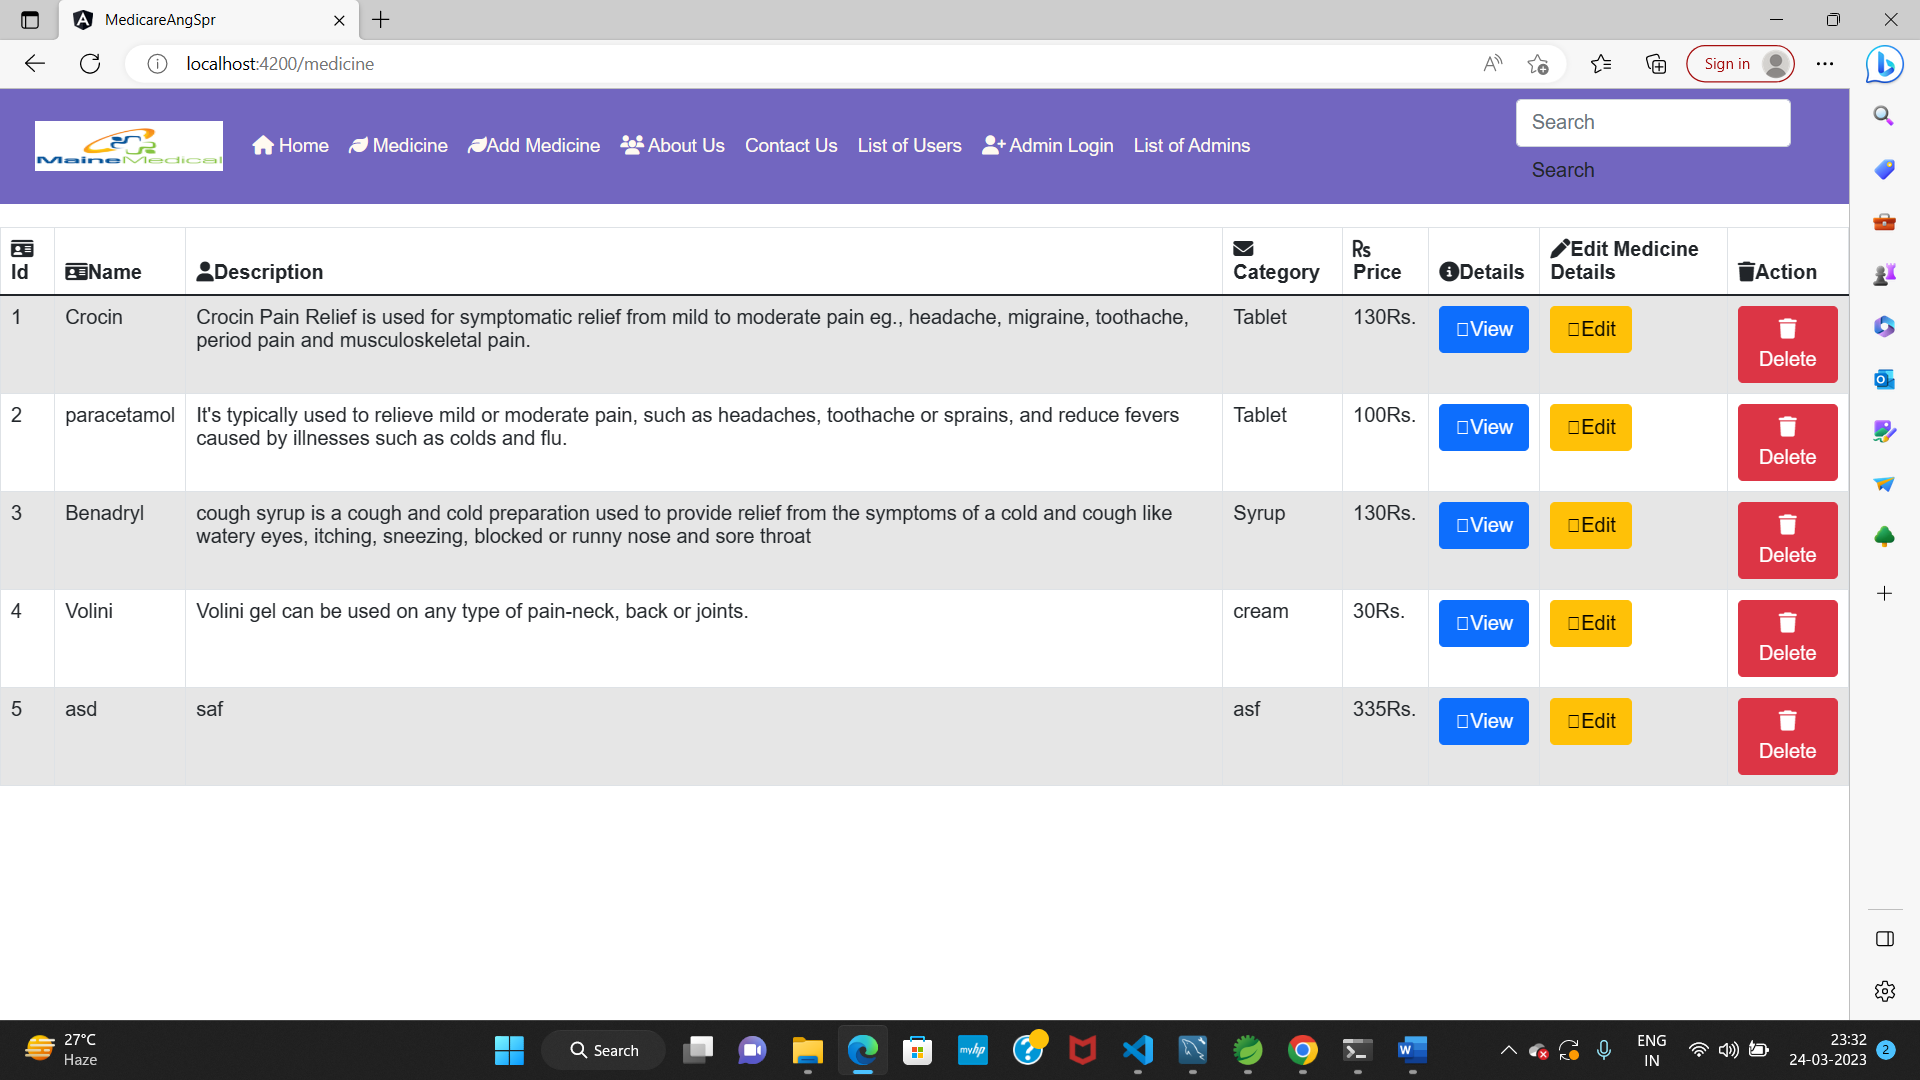 MedicareAngSpr
localhost:4200/medicine
Sign in
MaineMedical
Home
Medicine
Add Medicine
About Us
Contact Us
List of Users
Admin Login
List of Admins
Search
Search
Id
Name
Description
Category
Rs
Price
Details
Edit Medicine
Details
Action
1
Crocin
Crocin Pain Relief is used for symptomatic relief from mild to moderate pain eg., headache, migraine, toothache,
period pain and musculoskeletal pain.
Tablet
130Rs.
View
Edit
Delete
2
paracetamol
It's typically used to relieve mild or moderate pain, such as headaches, toothache or sprains, and reduce fevers
caused by illnesses such as colds and flu.
Tablet
100Rs.
View
Edit
Delete
3
Benadryl
cough syrup is a cough and cold preparation used to provide relief from the symptoms of a cold and cough like
watery eyes, itching, sneezing, blocked or runny nose and sore throat
Syrup
130Rs.
View
Edit
Delete
4
Volini
Volini gel can be used on any type of pain-neck, back or joints.
cream
30Rs.
View
Edit
Delete
5
asd
saf
asf
335Rs.
View
Edit
Delete
27°C
Haze
Search
myhp
ENG
IN
23:32
24-03-2023
2